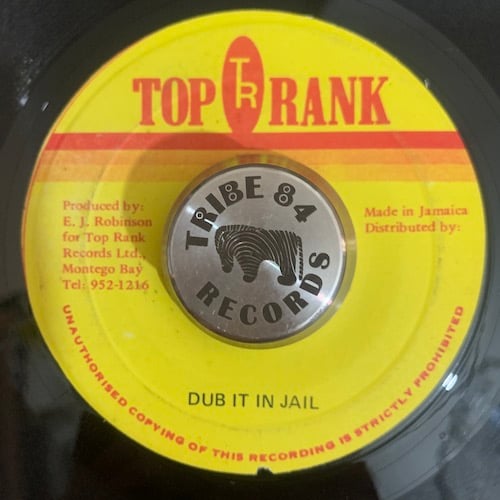 TOP TR RANK
Produced by:
E. J. Robinson
for Top Rank
Records Ltd.,
Montego Bay
Tel: 952-1216
Made in Jamaica
Distributed by:
TRIBE 84
RECORDS
DUB IT IN JAIL
UNAUTHORISED COPYING OF THIS RECORDING IS STRICTLY PROHIBITED